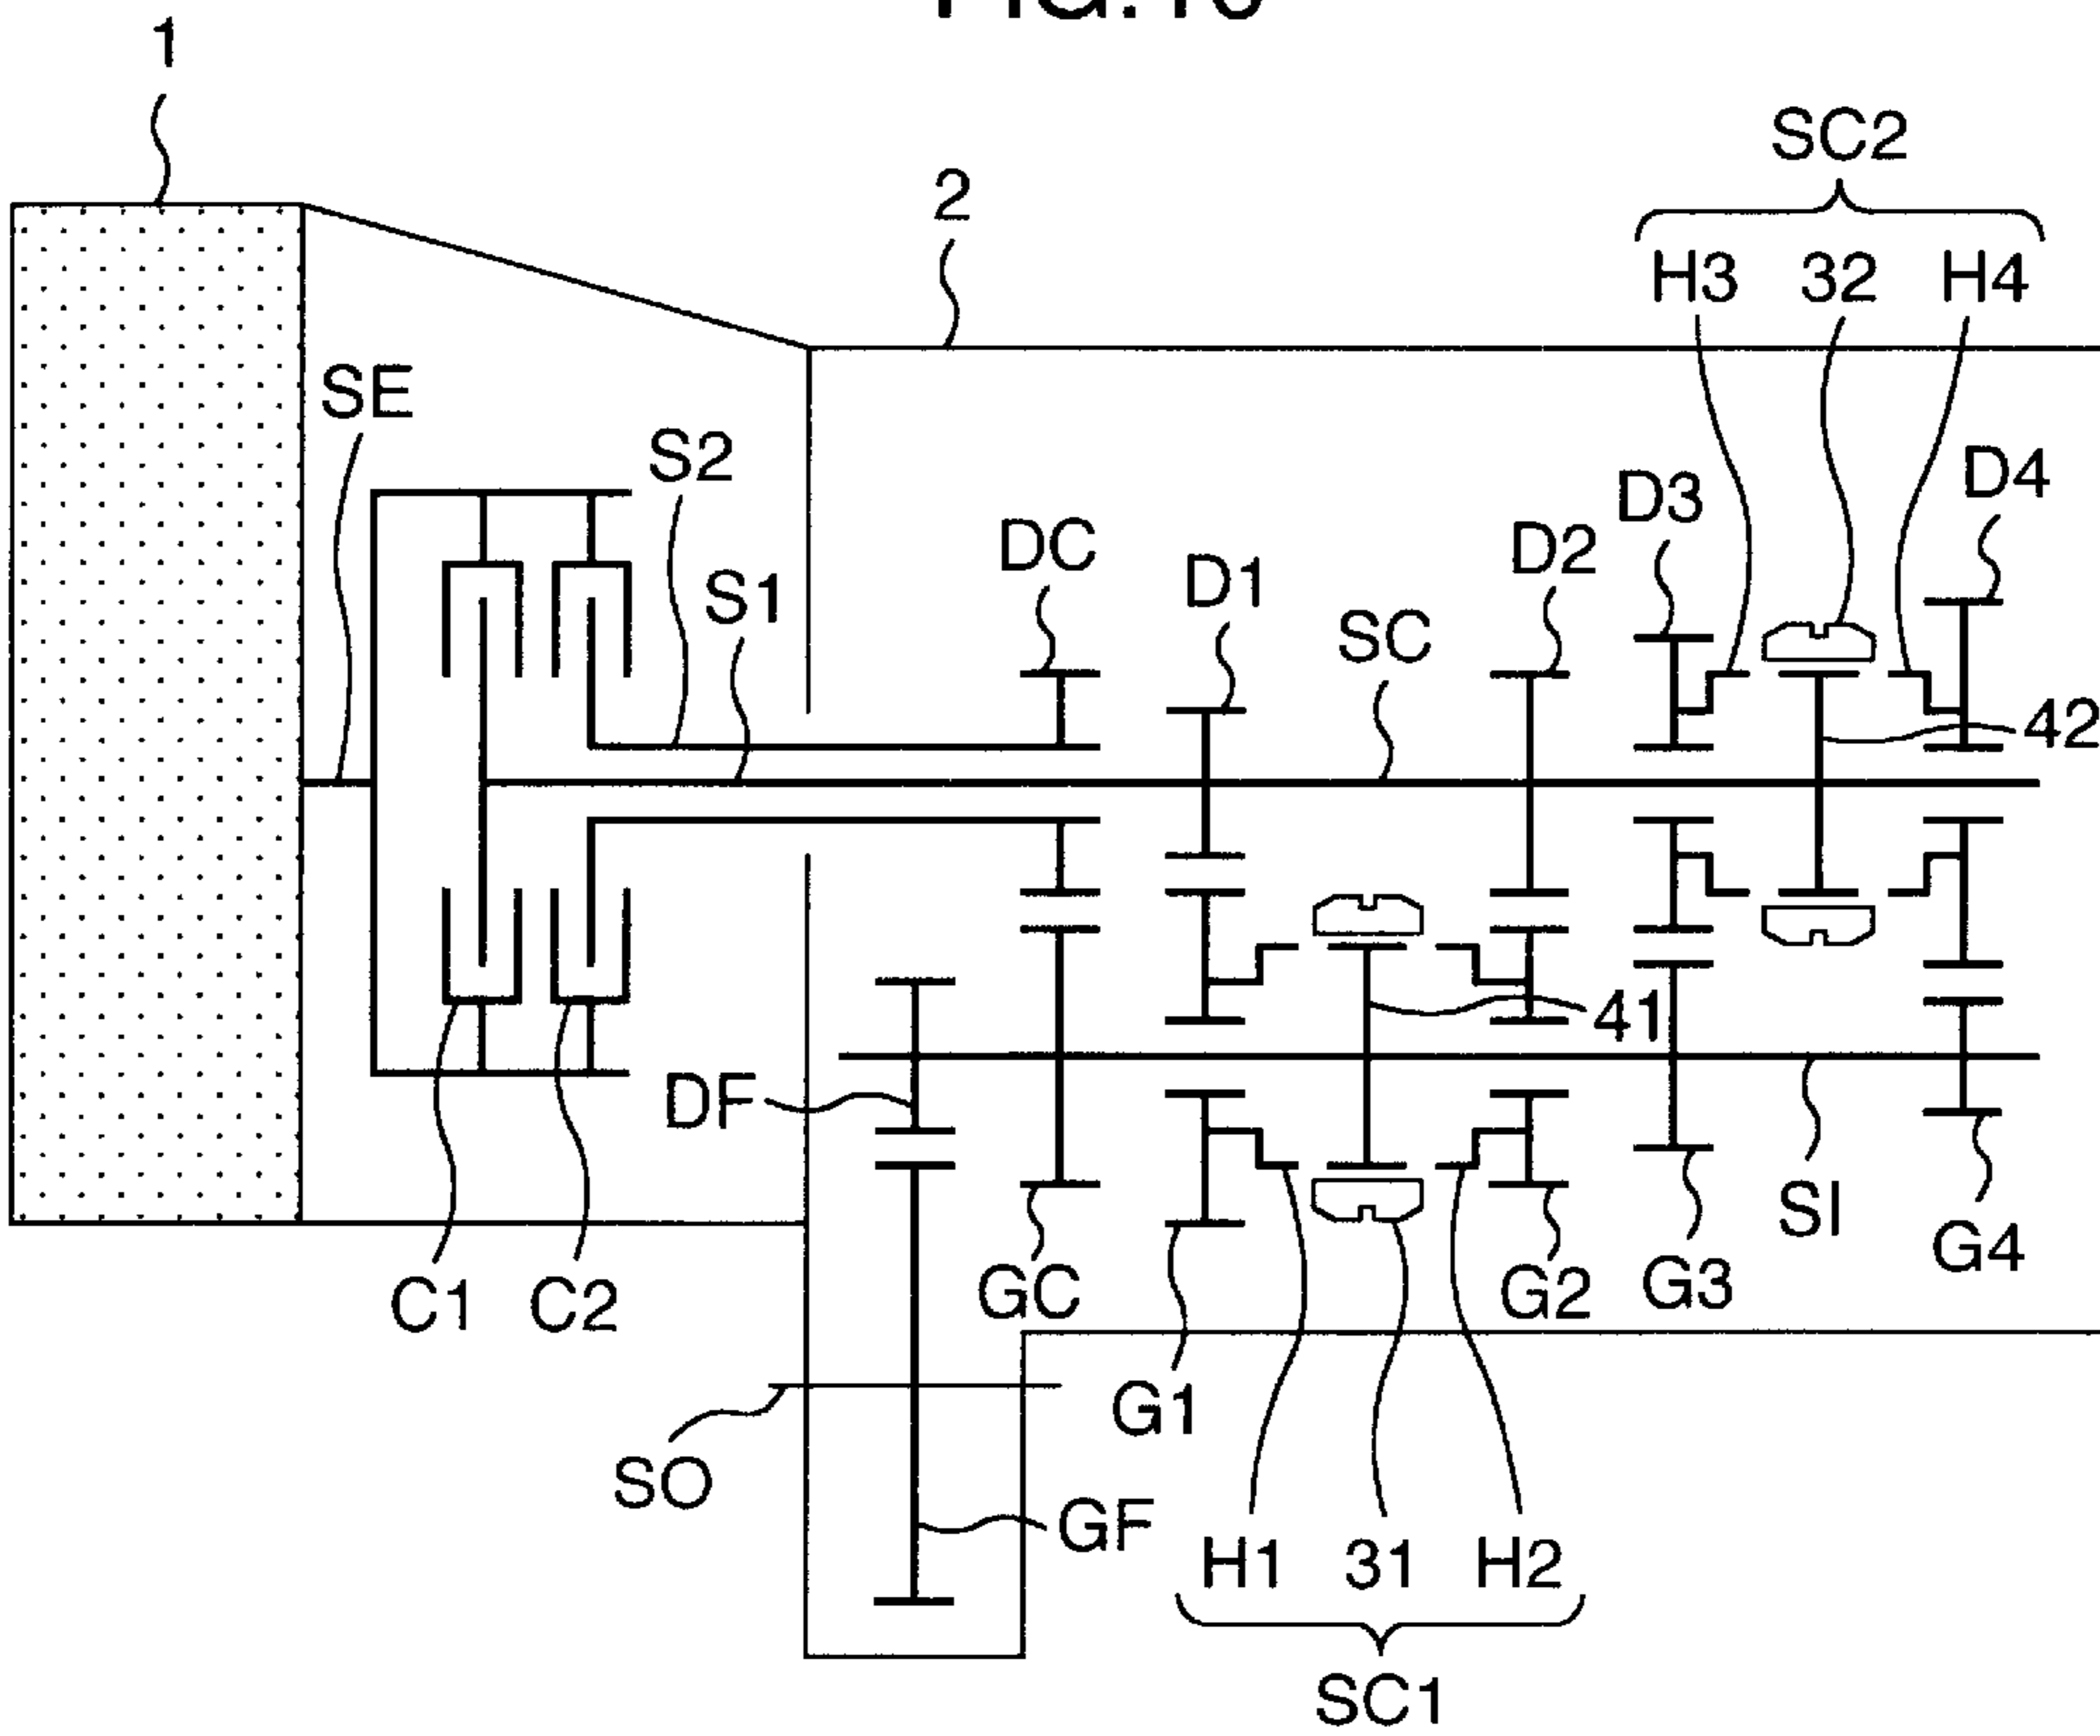 1
SC2
2
H3 32 H4
SE
S2
D4
D3
DC
D2
D1
S1
SC
42
41
DF
SI
G4
G3
C1 C2
GC
G2
G1
SO
GF
H1 31 H2
SC1